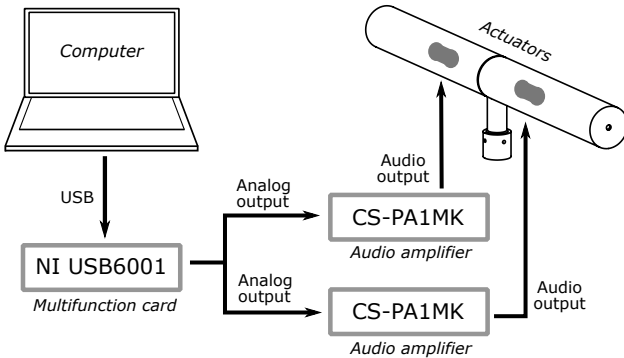 Computer
Actuators
USB
Analog
output
Audio
output
CS-PA1MK
Audio amplifier
NI USB6001
Multifunction card
Analog
output
CS-PA1MK
Audio amplifier
Audio
output